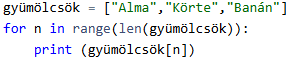 gyümölcsök = ["Alma","Körte","Banán"]
for n in range(len(gyümölcsök)):
    print (gyümölcsök[n])